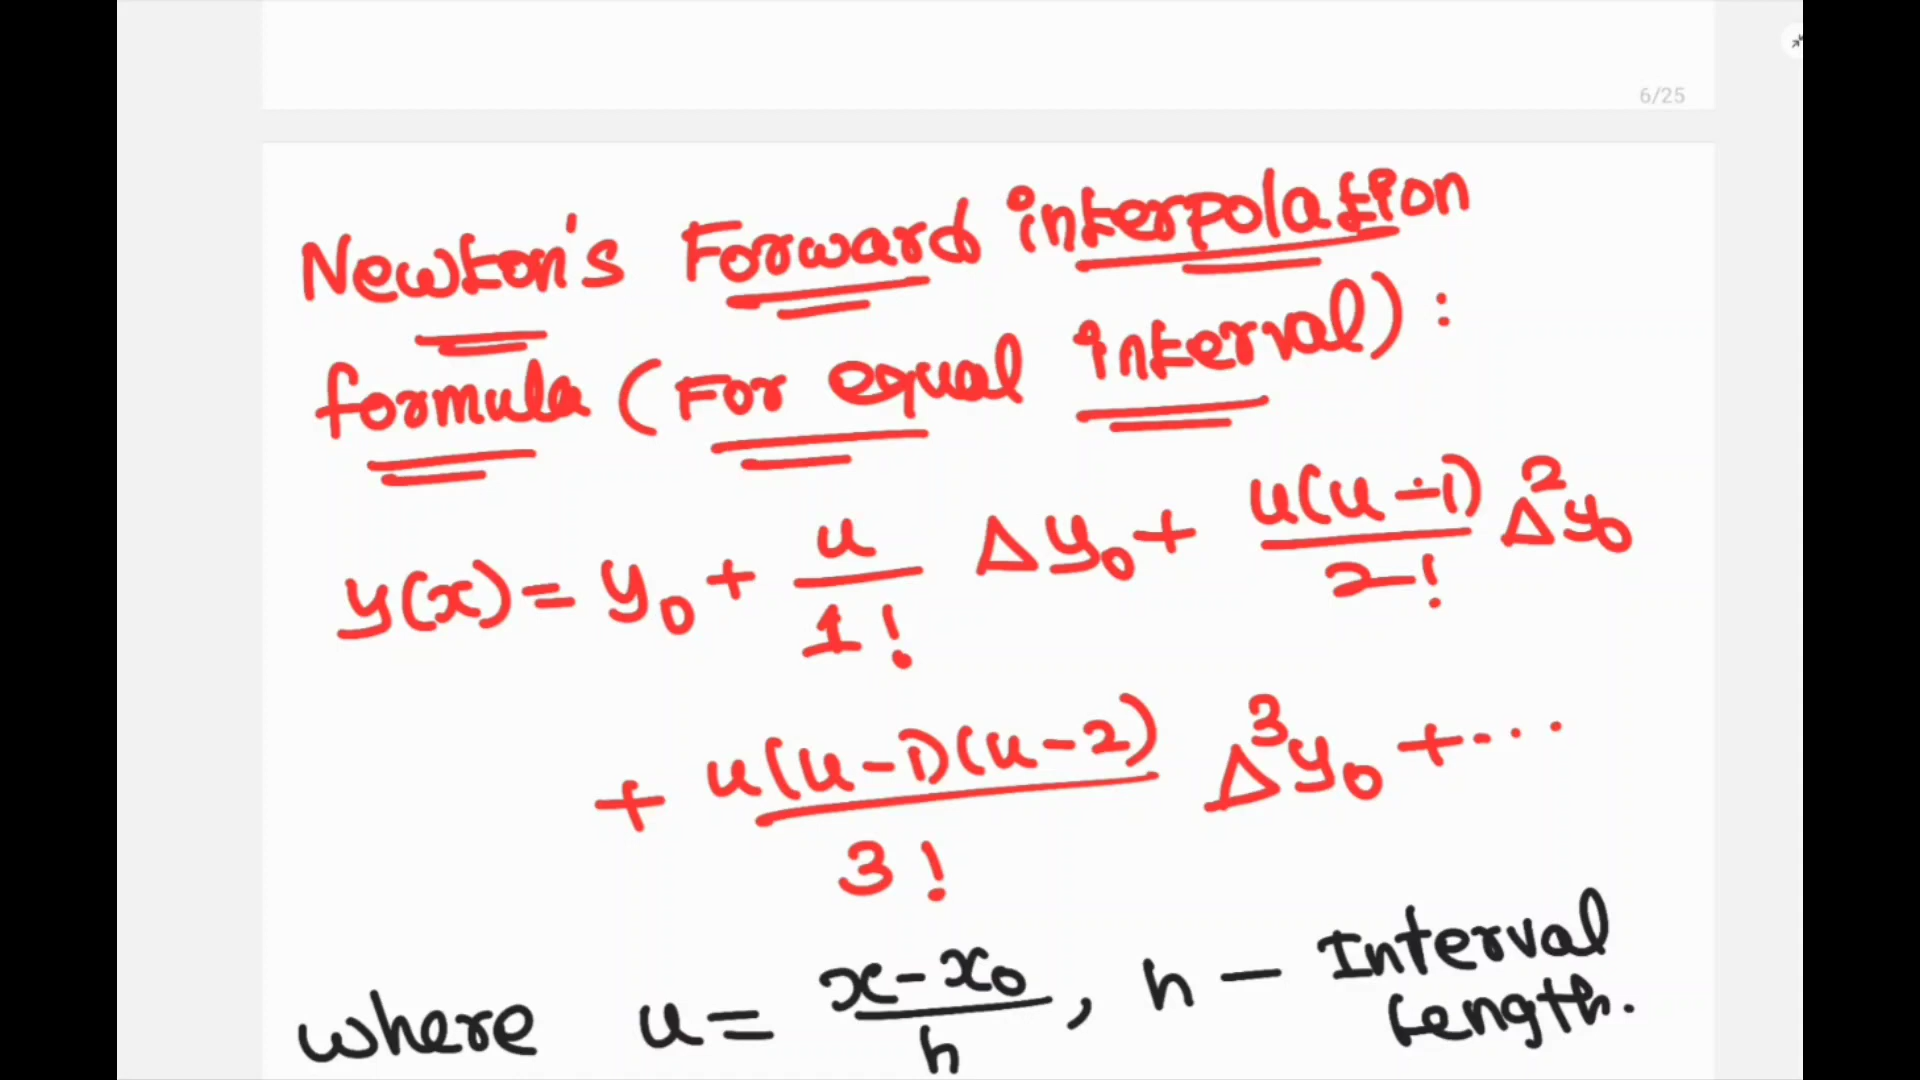 6/25
Newton's Forward interpolation
formula (For equal interval):
y(x) = y₀ + u/1! Δy₀ + u(u-1)/2! Δ²y₀
+ u(u-1)(u-2)/3! Δ³y₀ + ...
where u = x-x₀/h, h - Interval
Length.